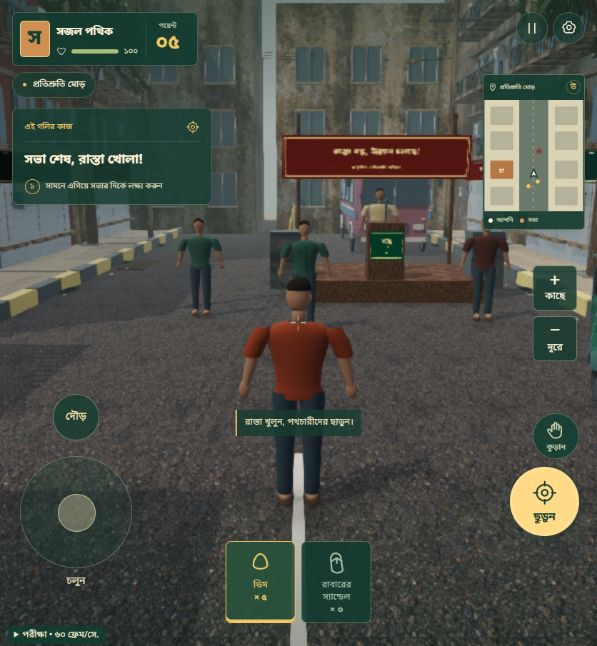 স
সজল পথিক
১০০
পয়েন্ট
০৫
প্রতিশ্রুতি মোড়
এই গলির কাজ
সভা শেষ, রাস্তা খোলা!
১ সামনে এগিয়ে সভার দিকে লক্ষ্য করুন
প্রতিশ্রুতি মোড়
উ
রা
আপনি
সভা
+
কাছে
−
দূরে
দৌড়
রাস্তা খুলুন, পথচারীদের ছাড়ুন।
কুড়ান
ছুড়ুন
চলুন
ডিম
× ৫
রাবারের
স্যান্ডেল
× ০
পরীক্ষা • ৬০ ফ্রেম/সে.